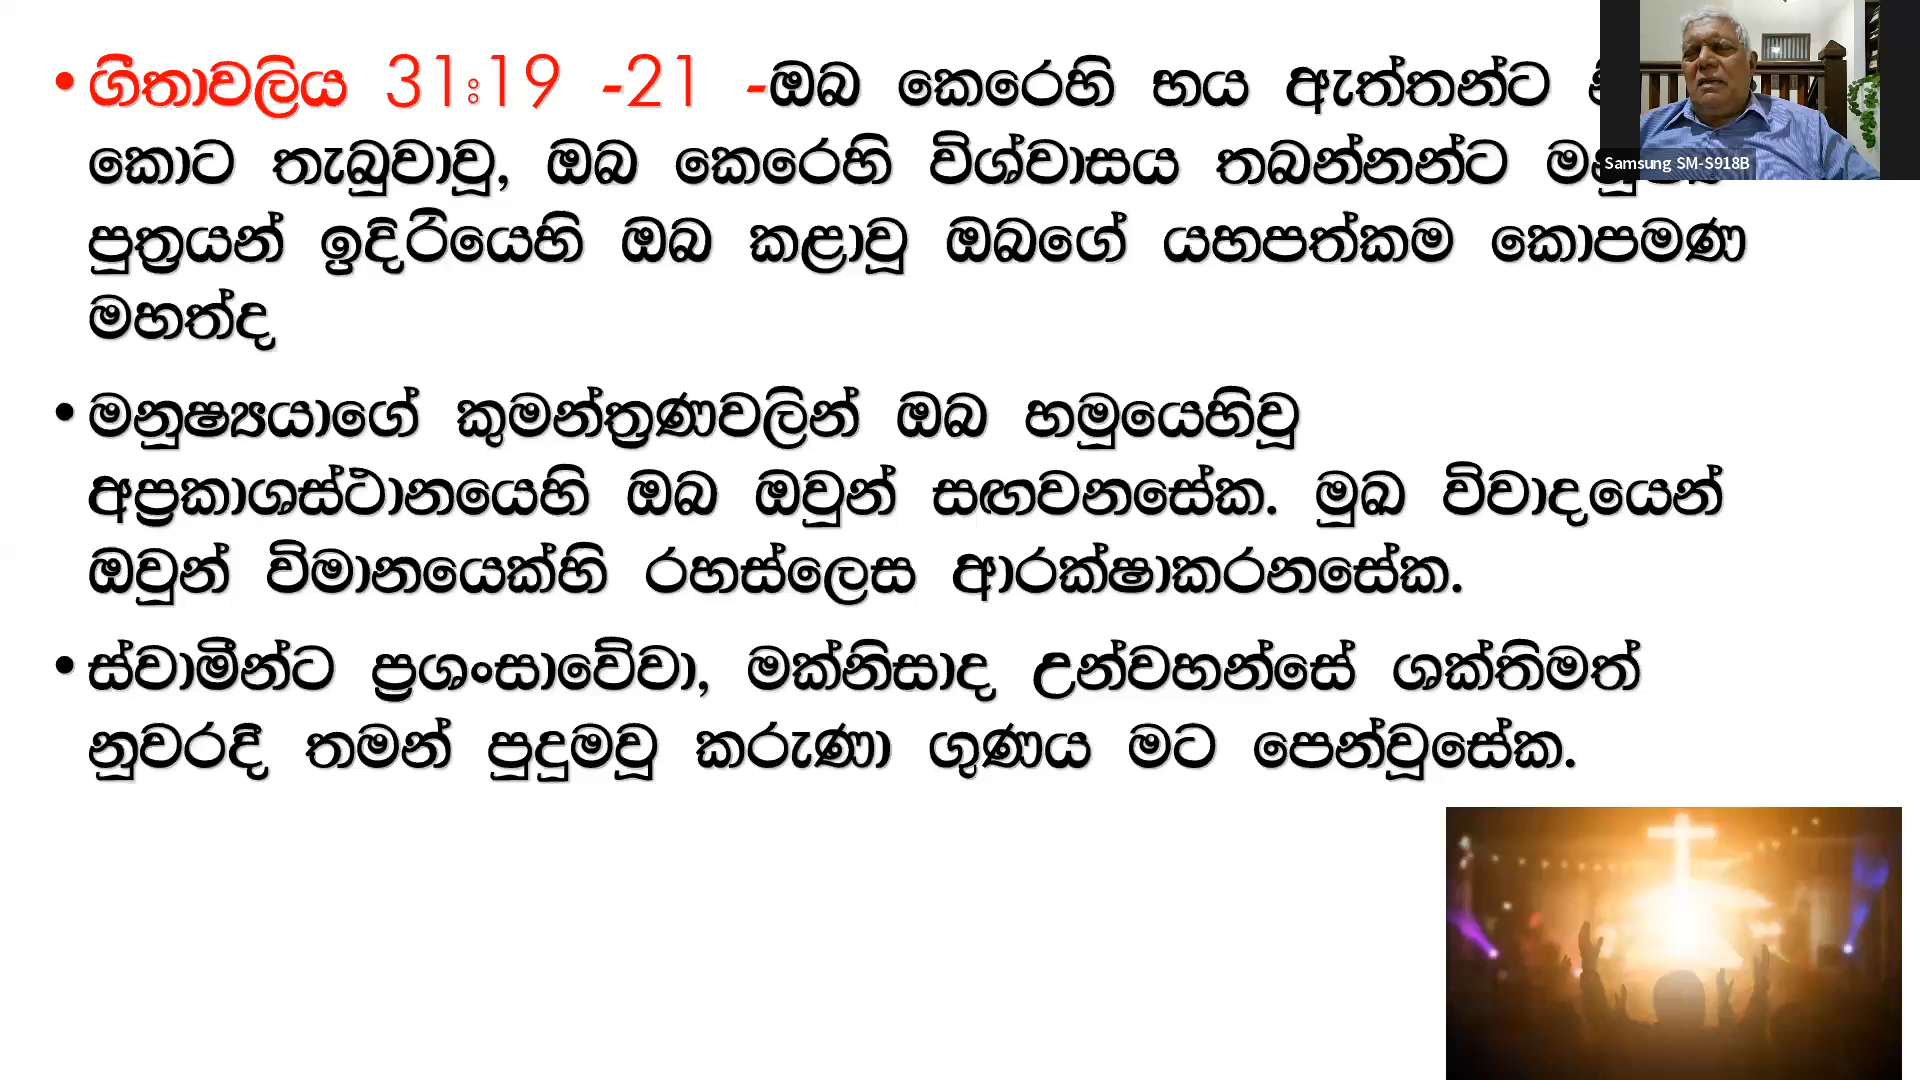 • ගීතාවලිය 31:19 -21 -ඔබ කෙරෙහි භය ඇත්තන්ට
කොට තැබුවාවූ, ඔබ කෙරෙහි විශ්වාසය තබන්නන්ට
පුත්‍රයන් ඉදිරියෙහි ඔබ කළාවූ ඔබගේ යහපත්කම කොපමණ
මහත්ද
• මනුෂ්‍යයාගේ කුමන්ත්‍රණවලින් ඔබ හමුයෙහිවූ
අප්‍රකාශස්ථානයෙහි ඔබ ඔවුන් සඟවනසේක. මුඛ විවාදයෙන්
ඔවුන් විමානයෙක්හි රහස්ලෙස ආරක්ෂාකරනසේක.
• ස්වාමීන්ට ප්‍රශංසාවේවා, මක්නිසාද උන්වහන්සේ ශක්තිමත්
නුවරදී තමන් පුදුමවූ කරුණා ගුණය මට පෙන්වූසේක.
Samsung SM-S918B